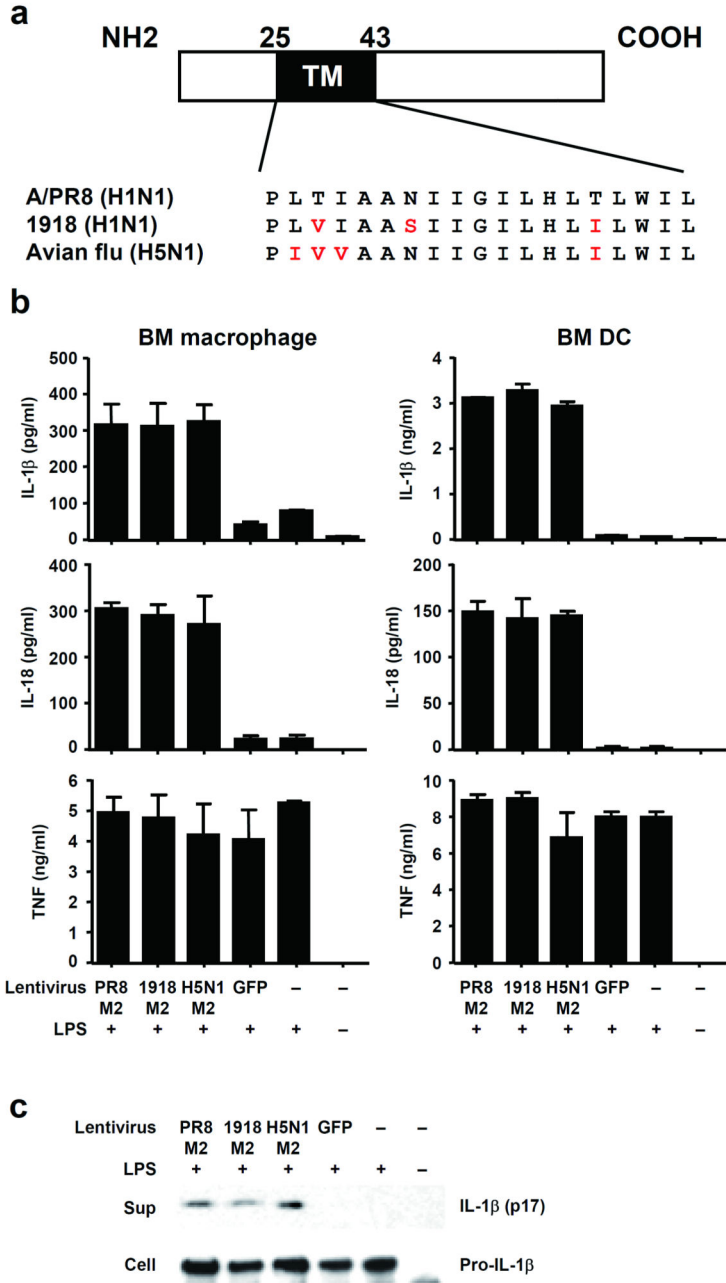 a
NH2 25 43 COOH
TM
A/PR8 (H1N1) P L T I A A N I I G I L H L T L W I L
1918 (H1N1) P L V I A A S I I G I L H L I L W I L
Avian flu (H5N1) P I V V A A N I I G I L H L I L W I L
b
BM macrophage BM DC
500
400
300
200
100
0
IL-1β (pg/ml)
4
3
2
1
0
IL-1β (ng/ml)
400
300
200
100
0
IL-18 (pg/ml)
200
150
100
50
0
IL-18 (pg/ml)
6
5
4
3
2
1
0
TNF (ng/ml)
10
8
6
4
2
0
TNF (ng/ml)
Lentivirus PR8 1918 H5N1 GFP – – PR8 1918 H5N1 GFP – –
M2 M2 M2 M2 M2 M2
LPS + + + + + – + + + + + –
c
Lentivirus PR8 1918 H5N1 GFP – –
M2 M2 M2
LPS + + + + + –
Sup IL-1β (p17)
Cell Pro-IL-1β